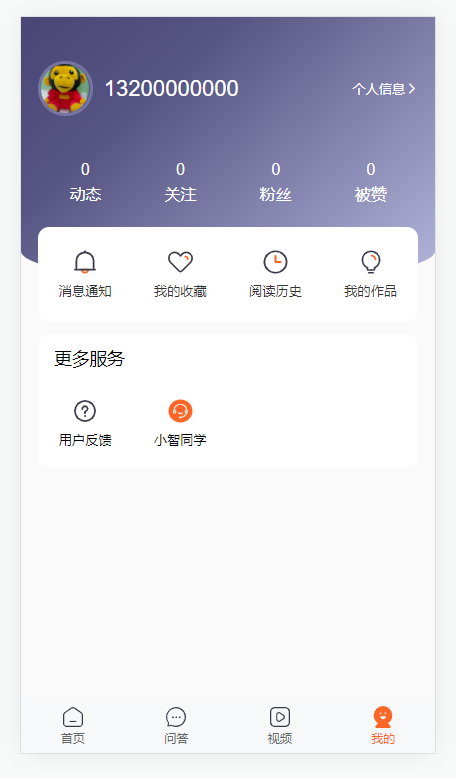 13200000000
个人信息
0 0 0 0
动态 关注 粉丝 被赞
消息通知 我的收藏 阅读历史 我的作品
更多服务
用户反馈 小智同学
首页 问答 视频 我的